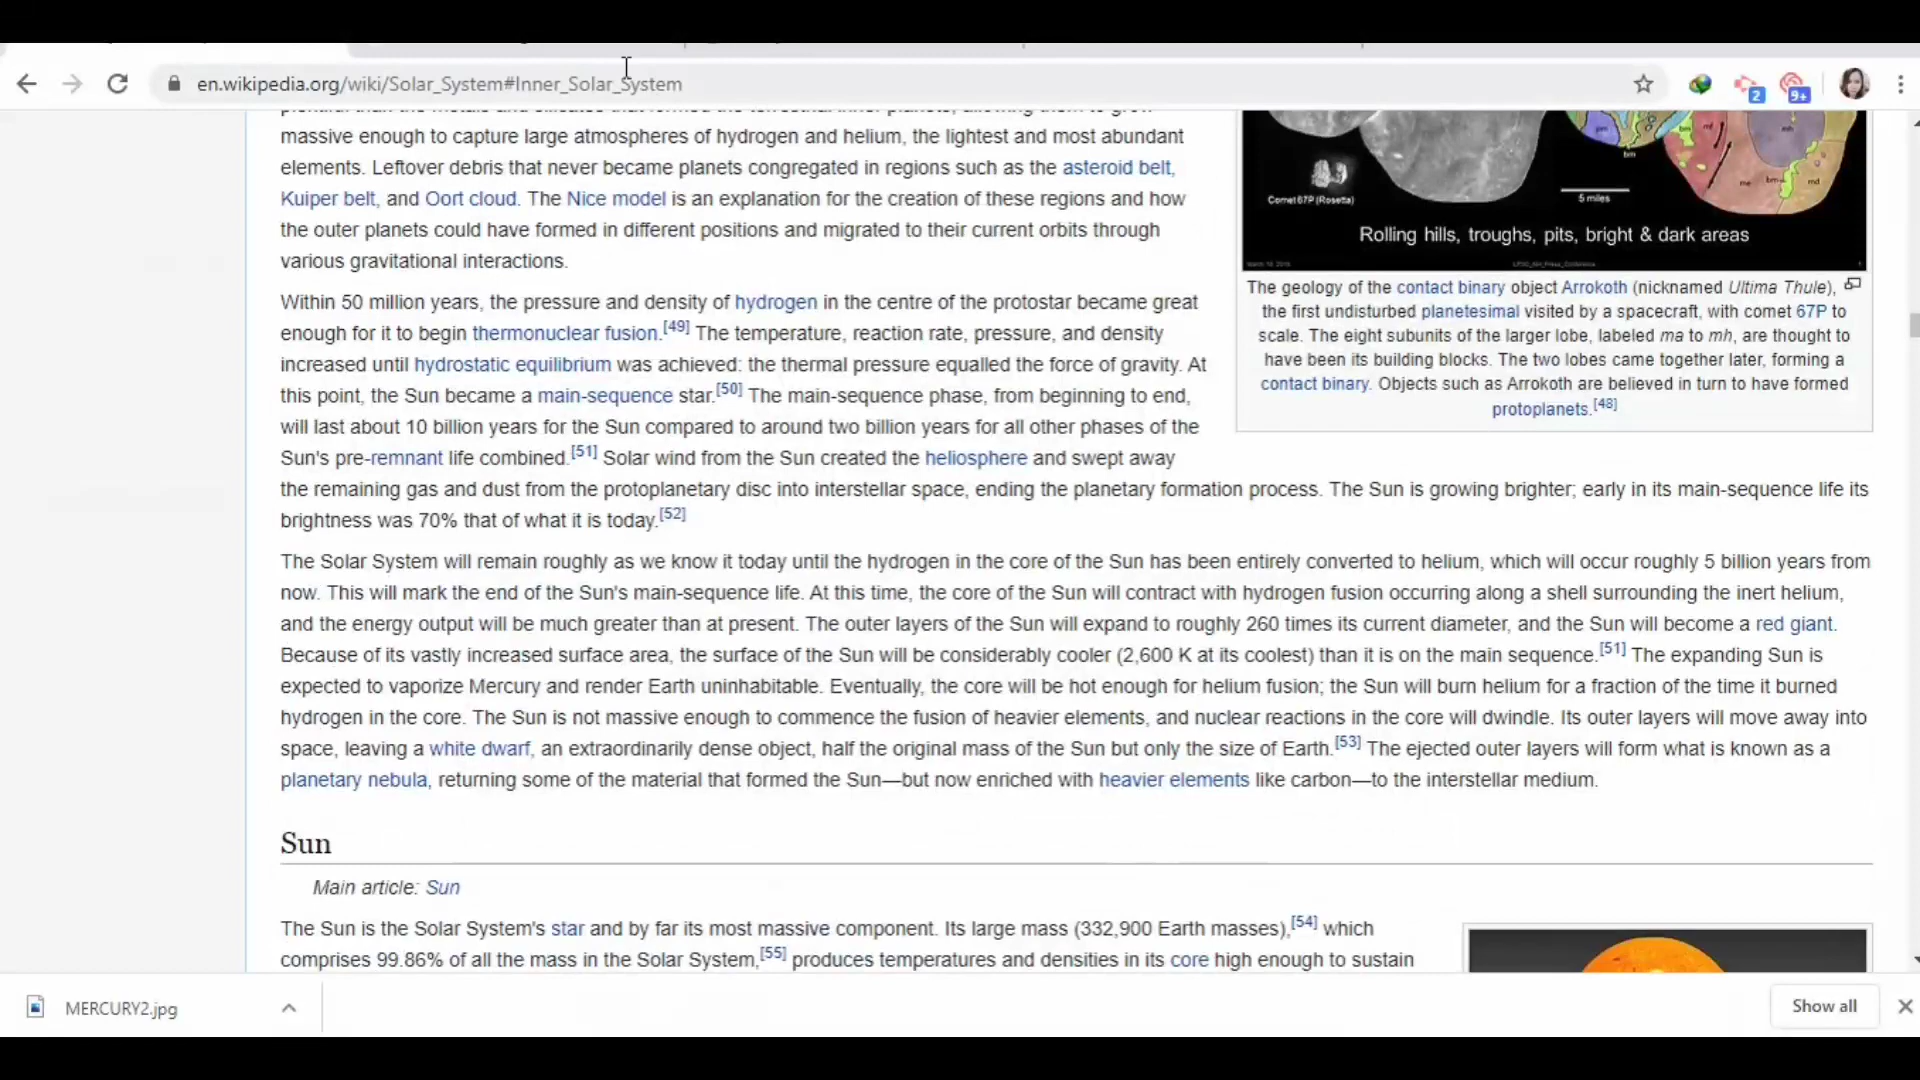 en.wikipedia.org/wiki/Solar_System#Inner_Solar_System
2
9+
massive enough to capture large atmospheres of hydrogen and helium, the lightest and most abundant
elements. Leftover debris that never became planets congregated in regions such as the asteroid belt,
Kuiper belt, and Oort cloud. The Nice model is an explanation for the creation of these regions and how
the outer planets could have formed in different positions and migrated to their current orbits through
various gravitational interactions.
Comet 67P (Rosetta)
5 miles
Rolling hills, troughs, pits, bright & dark areas
The geology of the contact binary object Arrokoth (nicknamed Ultima Thule),
the first undisturbed planetesimal visited by a spacecraft, with comet 67P to
scale. The eight subunits of the larger lobe, labeled ma to mh, are thought to
have been its building blocks. The two lobes came together later, forming a
contact binary. Objects such as Arrokoth are believed in turn to have formed
protoplanets.[48]
Within 50 million years, the pressure and density of hydrogen in the centre of the protostar became great
enough for it to begin thermonuclear fusion.[49] The temperature, reaction rate, pressure, and density
increased until hydrostatic equilibrium was achieved: the thermal pressure equalled the force of gravity. At
this point, the Sun became a main-sequence star.[50] The main-sequence phase, from beginning to end,
will last about 10 billion years for the Sun compared to around two billion years for all other phases of the
Sun's pre-remnant life combined.[51] Solar wind from the Sun created the heliosphere and swept away
the remaining gas and dust from the protoplanetary disc into interstellar space, ending the planetary formation process. The Sun is growing brighter; early in its main-sequence life its
brightness was 70% that of what it is today.[52]
The Solar System will remain roughly as we know it today until the hydrogen in the core of the Sun has been entirely converted to helium, which will occur roughly 5 billion years from
now. This will mark the end of the Sun's main-sequence life. At this time, the core of the Sun will contract with hydrogen fusion occurring along a shell surrounding the inert helium,
and the energy output will be much greater than at present. The outer layers of the Sun will expand to roughly 260 times its current diameter, and the Sun will become a red giant.
Because of its vastly increased surface area, the surface of the Sun will be considerably cooler (2,600 K at its coolest) than it is on the main sequence.[51] The expanding Sun is
expected to vaporize Mercury and render Earth uninhabitable. Eventually, the core will be hot enough for helium fusion; the Sun will burn helium for a fraction of the time it burned
hydrogen in the core. The Sun is not massive enough to commence the fusion of heavier elements, and nuclear reactions in the core will dwindle. Its outer layers will move away into
space, leaving a white dwarf, an extraordinarily dense object, half the original mass of the Sun but only the size of Earth.[53] The ejected outer layers will form what is known as a
planetary nebula, returning some of the material that formed the Sun—but now enriched with heavier elements like carbon—to the interstellar medium.
Sun
Main article: Sun
The Sun is the Solar System's star and by far its most massive component. Its large mass (332,900 Earth masses),[54] which
comprises 99.86% of all the mass in the Solar System,[55] produces temperatures and densities in its core high enough to sustain
MERCURY2.jpg
Show all